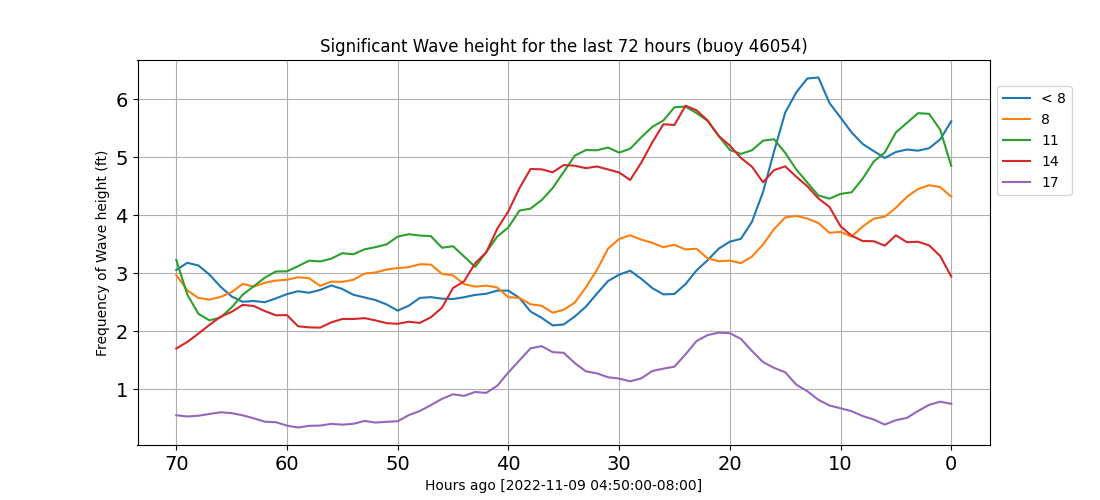 Significant Wave height for the last 72 hours (buoy 46054)
Frequency of Wave height (ft)
6
5
4
3
2
1
70 60 50 40 30 20 10 0
Hours ago [2022-11-09 04:50:00-08:00]
< 8
8
11
14
17